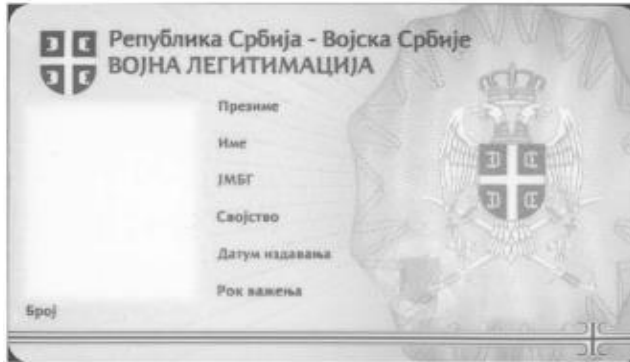 Република Србија - Војска Србије
ВОЈНА ЛЕГИТИМАЦИЈА
Презиме
Име
ЈМБГ
Својство
Датум издавања
Рок важења
Број